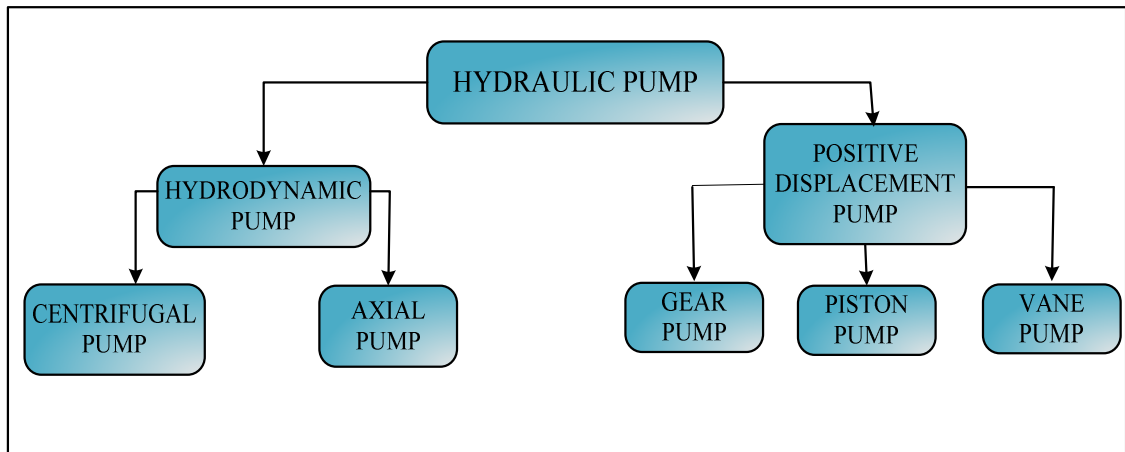 HYDRAULIC PUMP
HYDRODYNAMIC
PUMP
POSITIVE
DISPLACEMENT
PUMP
CENTRIFUGAL
PUMP
AXIAL
PUMP
GEAR
PUMP
PISTON
PUMP
VANE
PUMP